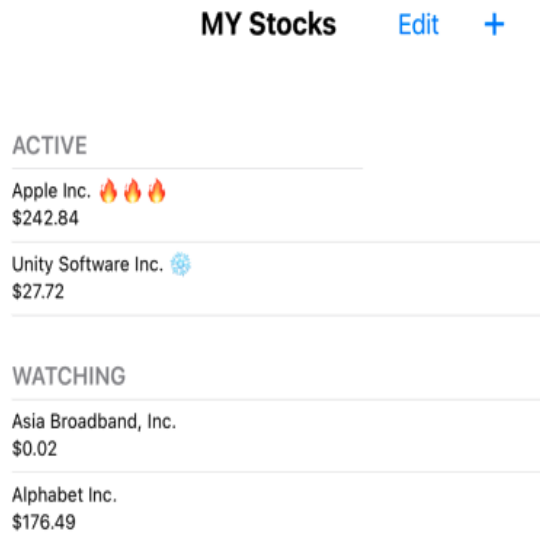 MY Stocks Edit +
ACTIVE
Apple Inc. 🔥🔥🔥
$242.84
Unity Software Inc. ❄️
$27.72
WATCHING
Asia Broadband, Inc.
$0.02
Alphabet Inc.
$176.49